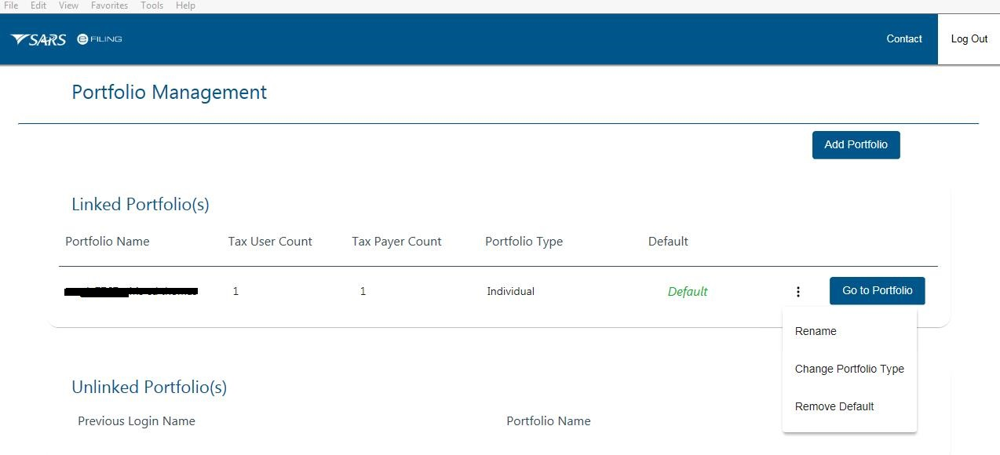 File Edit View Favorites Tools Help
SARS e FILING Contact Log Out
Portfolio Management
Add Portfolio
Linked Portfolio(s)
Portfolio Name Tax User Count Tax Payer Count Portfolio Type Default
1 1 Individual Default Go to Portfolio
Rename
Change Portfolio Type
Remove Default
Unlinked Portfolio(s)
Previous Login Name Portfolio Name